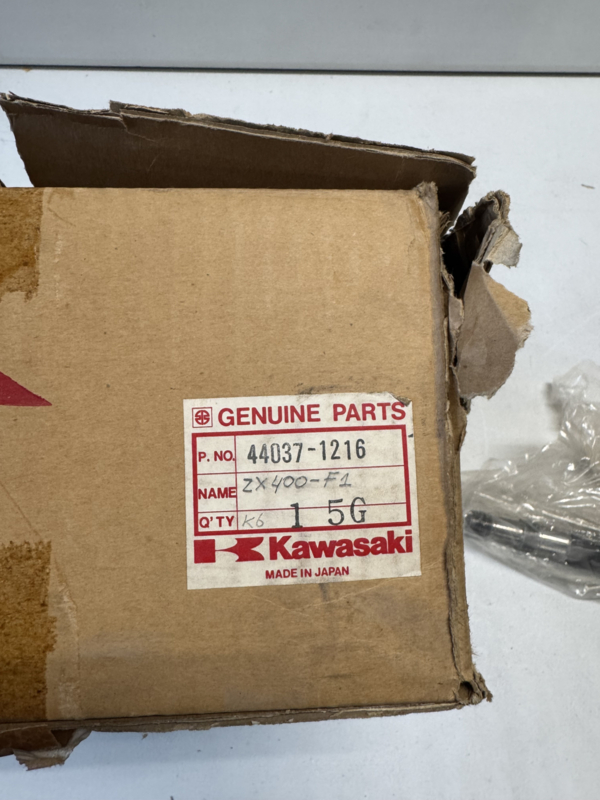 GENUINE PARTS
P. NO. 44037-1216
NAME ZX400-F1
Q'TY K6 1 5G
Kawasaki
MADE IN JAPAN